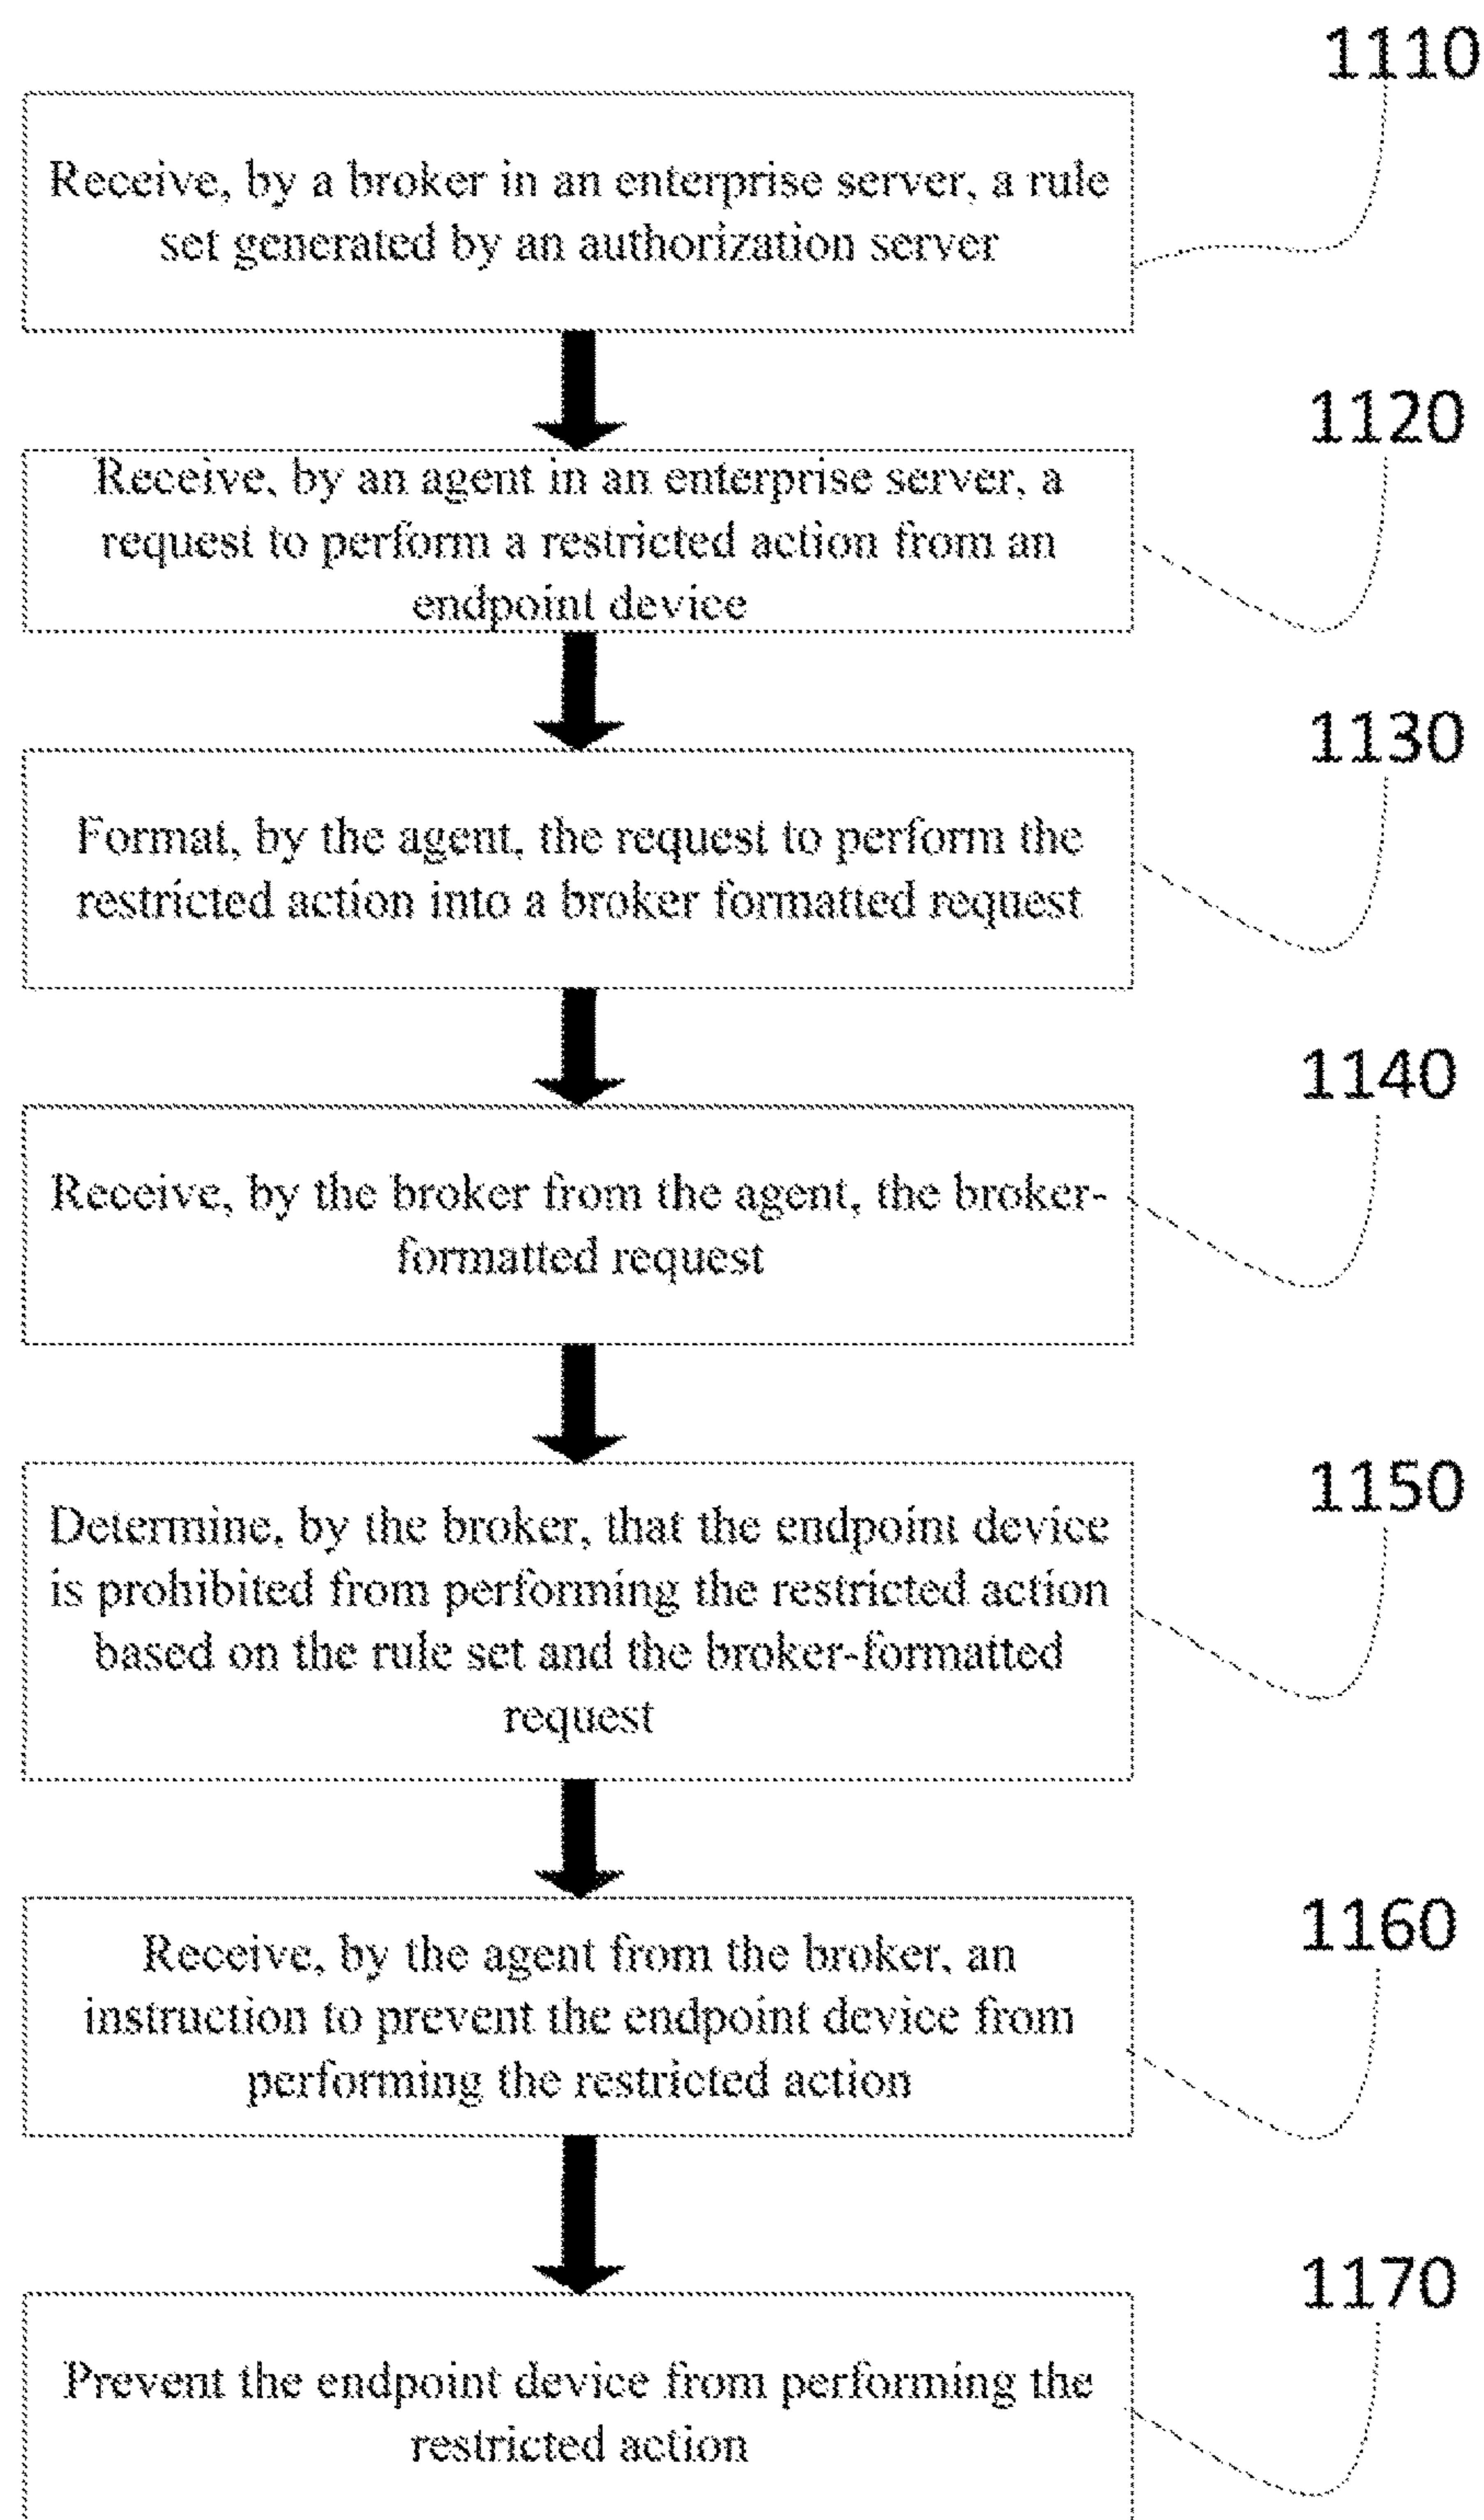 1110
Receive, by a broker in an enterprise server, a rule
set generated by an authorization server
1120
Receive, by an agent in an enterprise server, a
request to perform a restricted action from an
endpoint device
1130
Format, by the agent, the request to perform the
restricted action into a broker formatted request
1140
Receive, by the broker from the agent, the broker-
formatted request
1150
Determine, by the broker, that the endpoint device
is prohibited from performing the restricted action
based on the rule set and the broker-formatted
request
1160
Receive, by the agent from the broker, an
instruction to prevent the endpoint device from
performing the restricted action
1170
Prevent the endpoint device from performing the
restricted action